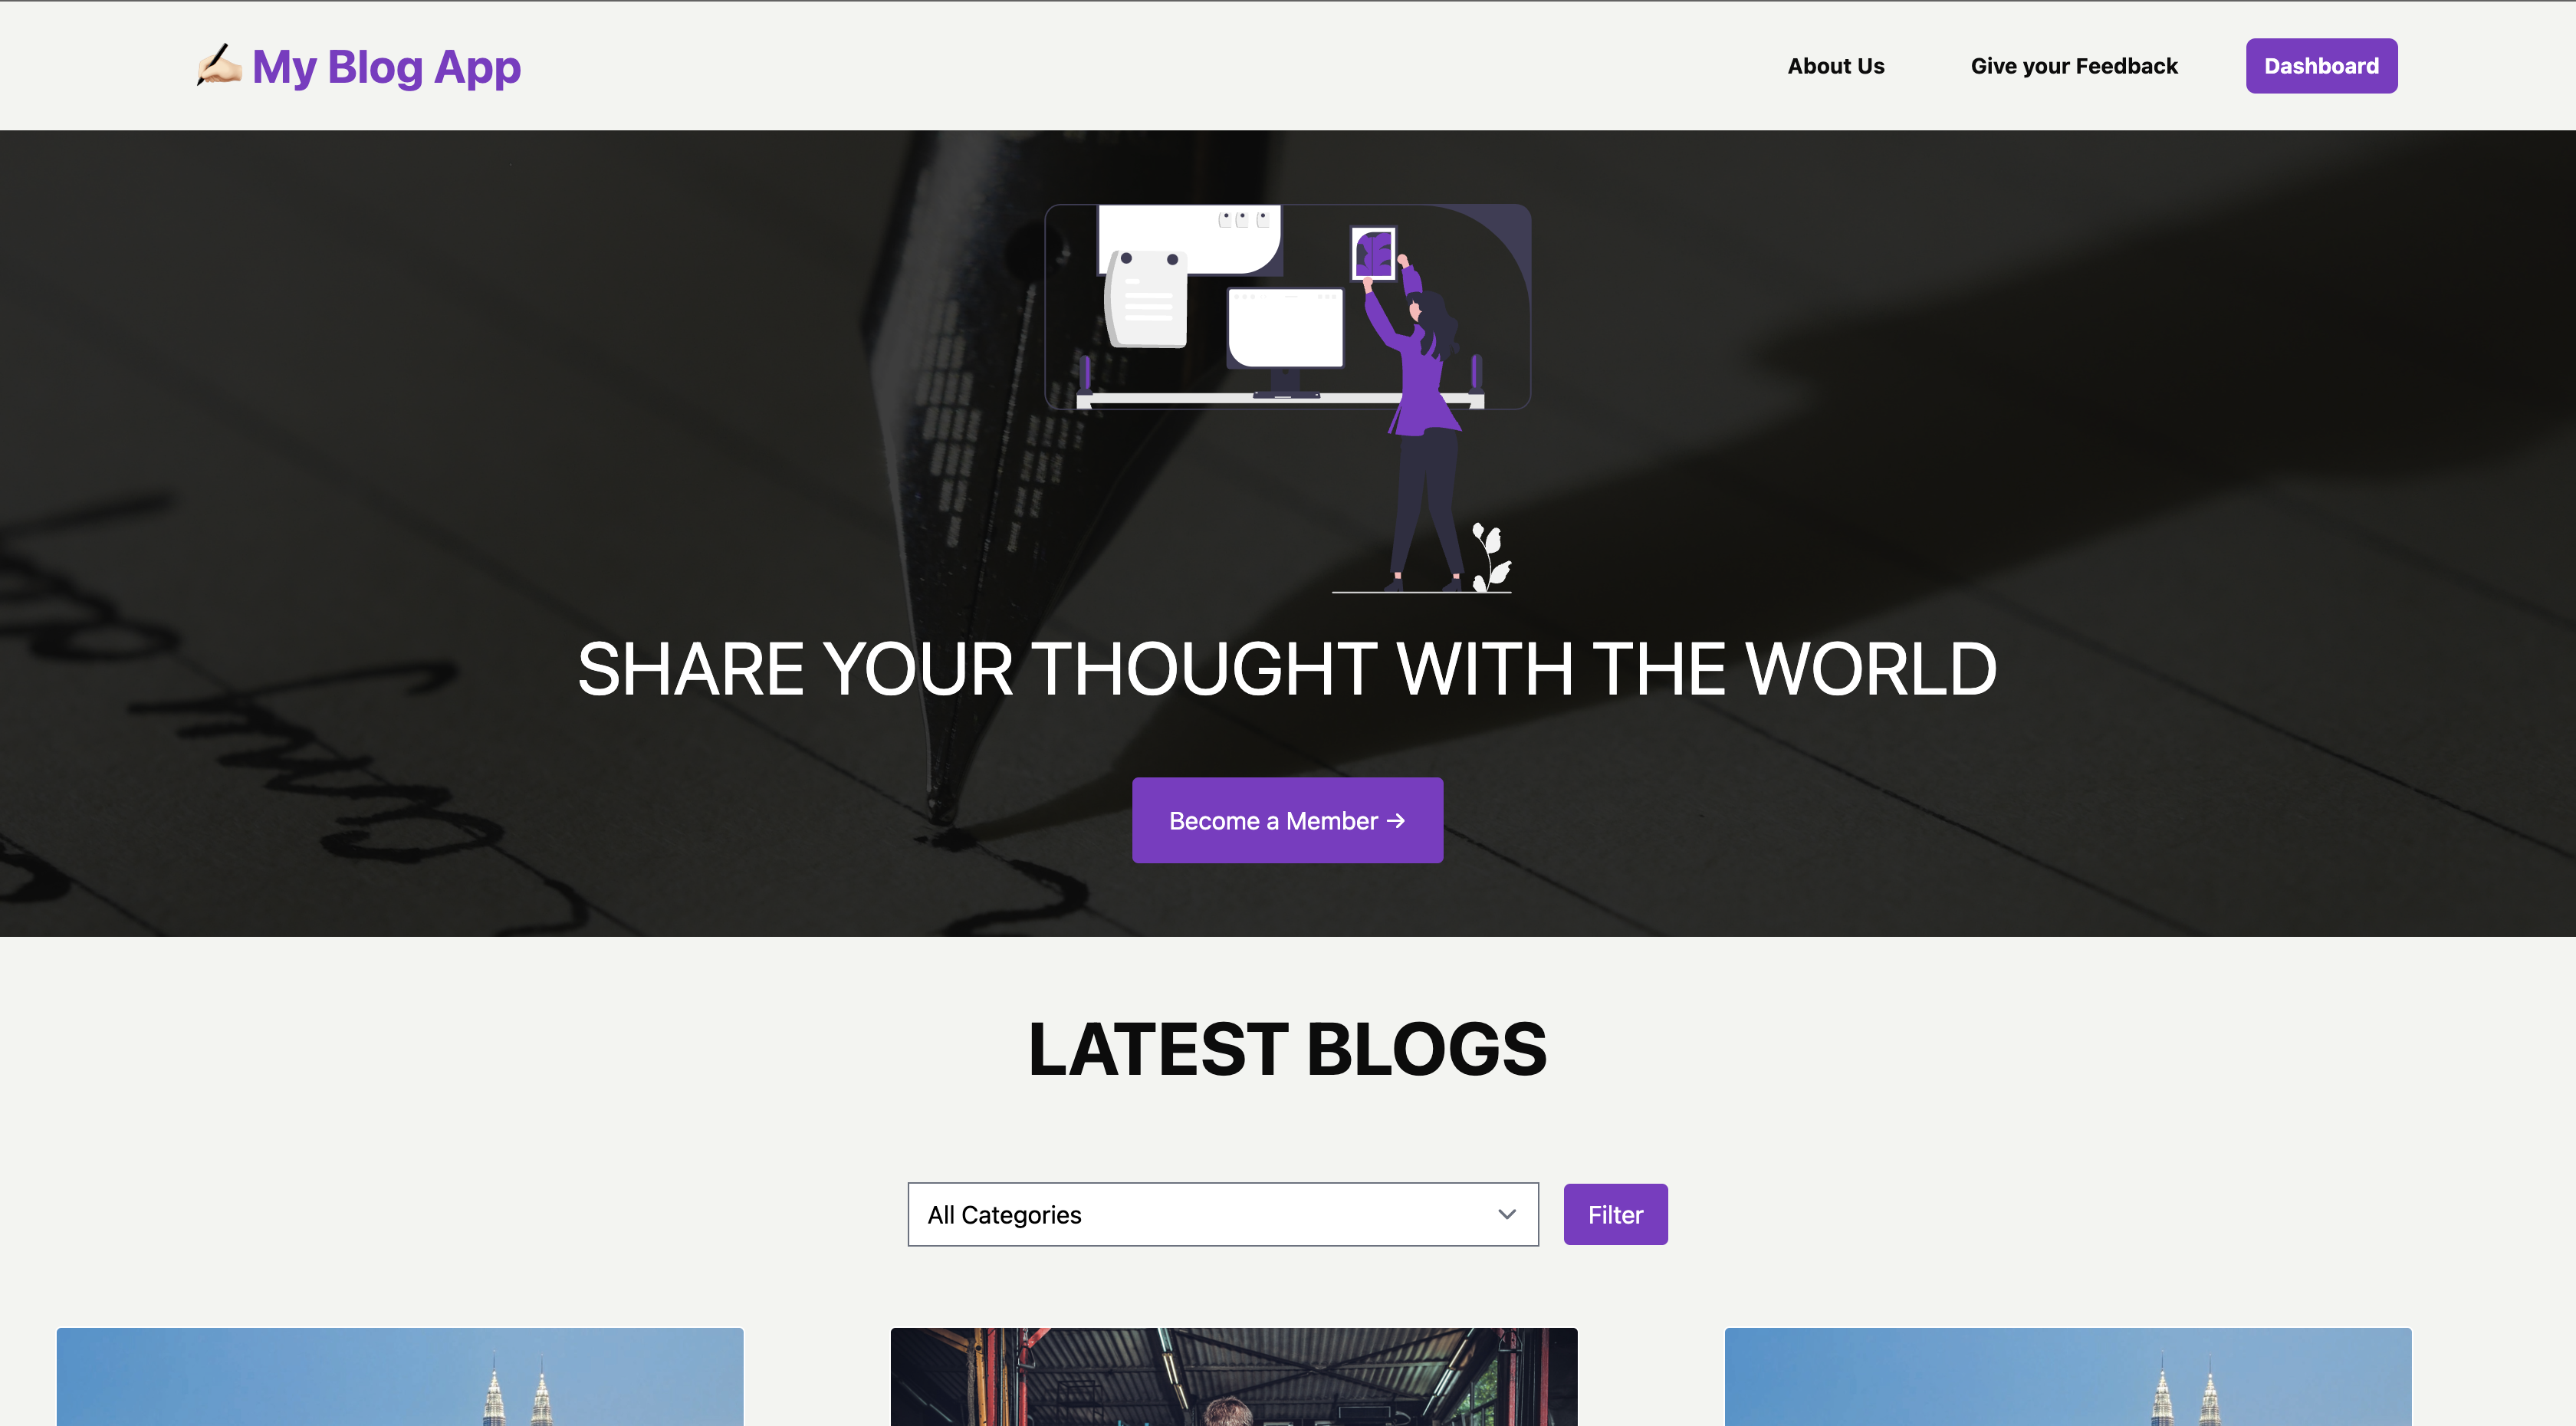 ✍🏻 My Blog App
About Us
Give your Feedback
Dashboard
SHARE YOUR THOUGHT WITH THE WORLD
Become a Member →
LATEST BLOGS
All Categories
Filter